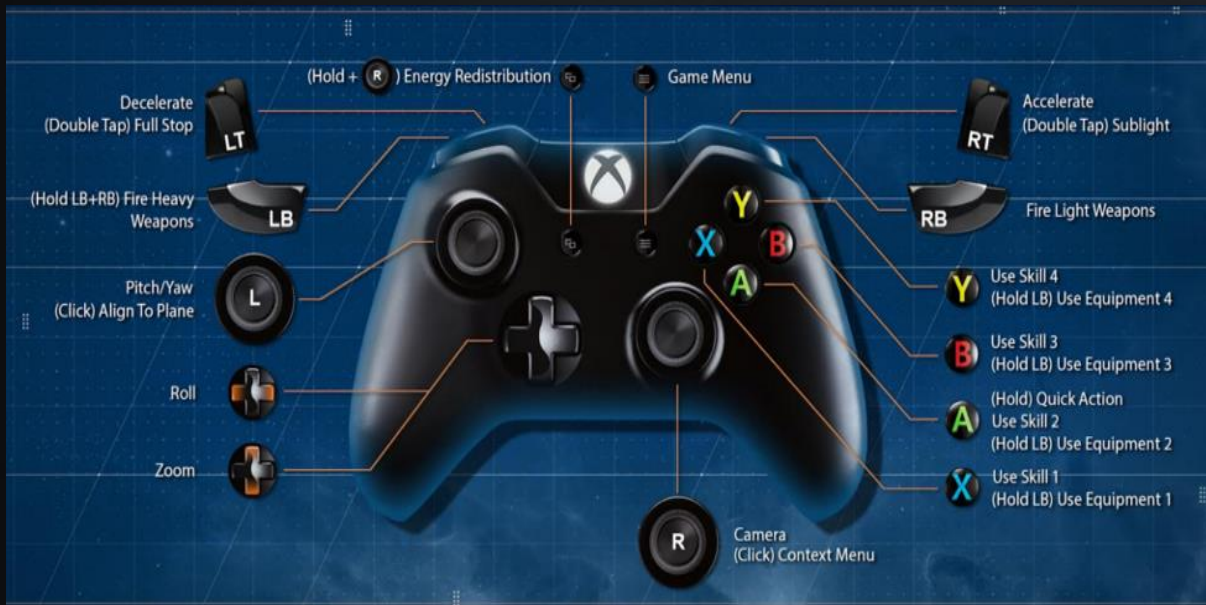 (Hold + R ) Energy Redistribution
Game Menu
Decelerate
(Double Tap) Full Stop
LT
(Hold LB+RB) Fire Heavy
Weapons
LB
Pitch/Yaw
(Click) Align To Plane
L
Roll
Zoom
Accelerate
(Double Tap) Sublight
RT
RB
Fire Light Weapons
Y
X
B
A
Y
Use Skill 4
(Hold LB) Use Equipment 4
B
Use Skill 3
(Hold LB) Use Equipment 3
A
(Hold) Quick Action
Use Skill 2
(Hold LB) Use Equipment 2
X
Use Skill 1
(Hold LB) Use Equipment 1
R
Camera
(Click) Context Menu